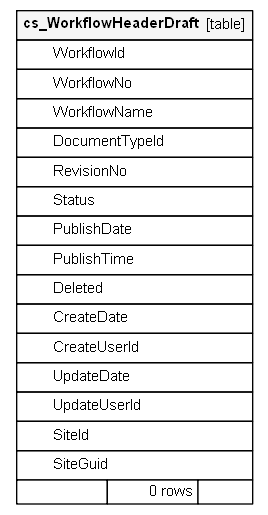 cs_WorkflowHeaderDraft [table]
WorkflowId
WorkflowNo
WorkflowName
DocumentTypeId
RevisionNo
Status
PublishDate
PublishTime
Deleted
CreateDate
CreateUserId
UpdateDate
UpdateUserId
SiteId
SiteGuid
0 rows